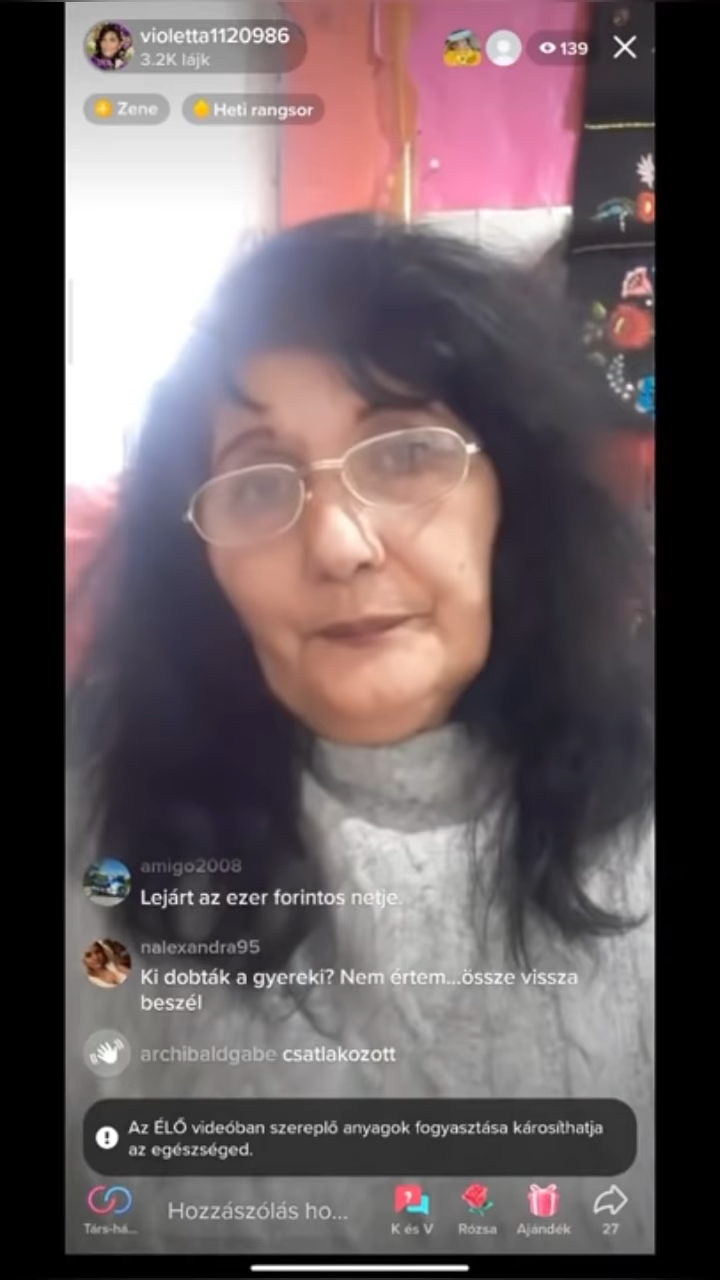 violetta1120986
3.2K lájk
139
Zene
Heti rangsor
amigo2008
Lejárt az ezer forintos netje.
nalexandra95
Ki dobták a gyereki? Nem értem...össze vissza
beszél
archibaldgabe csatlakozott
Az ÉLŐ videóban szereplő anyagok fogyasztása károsíthatja
az egészséged.
Társ-há...
Hozzászólás ho...
K és V
Rózsa
Ajándék
27